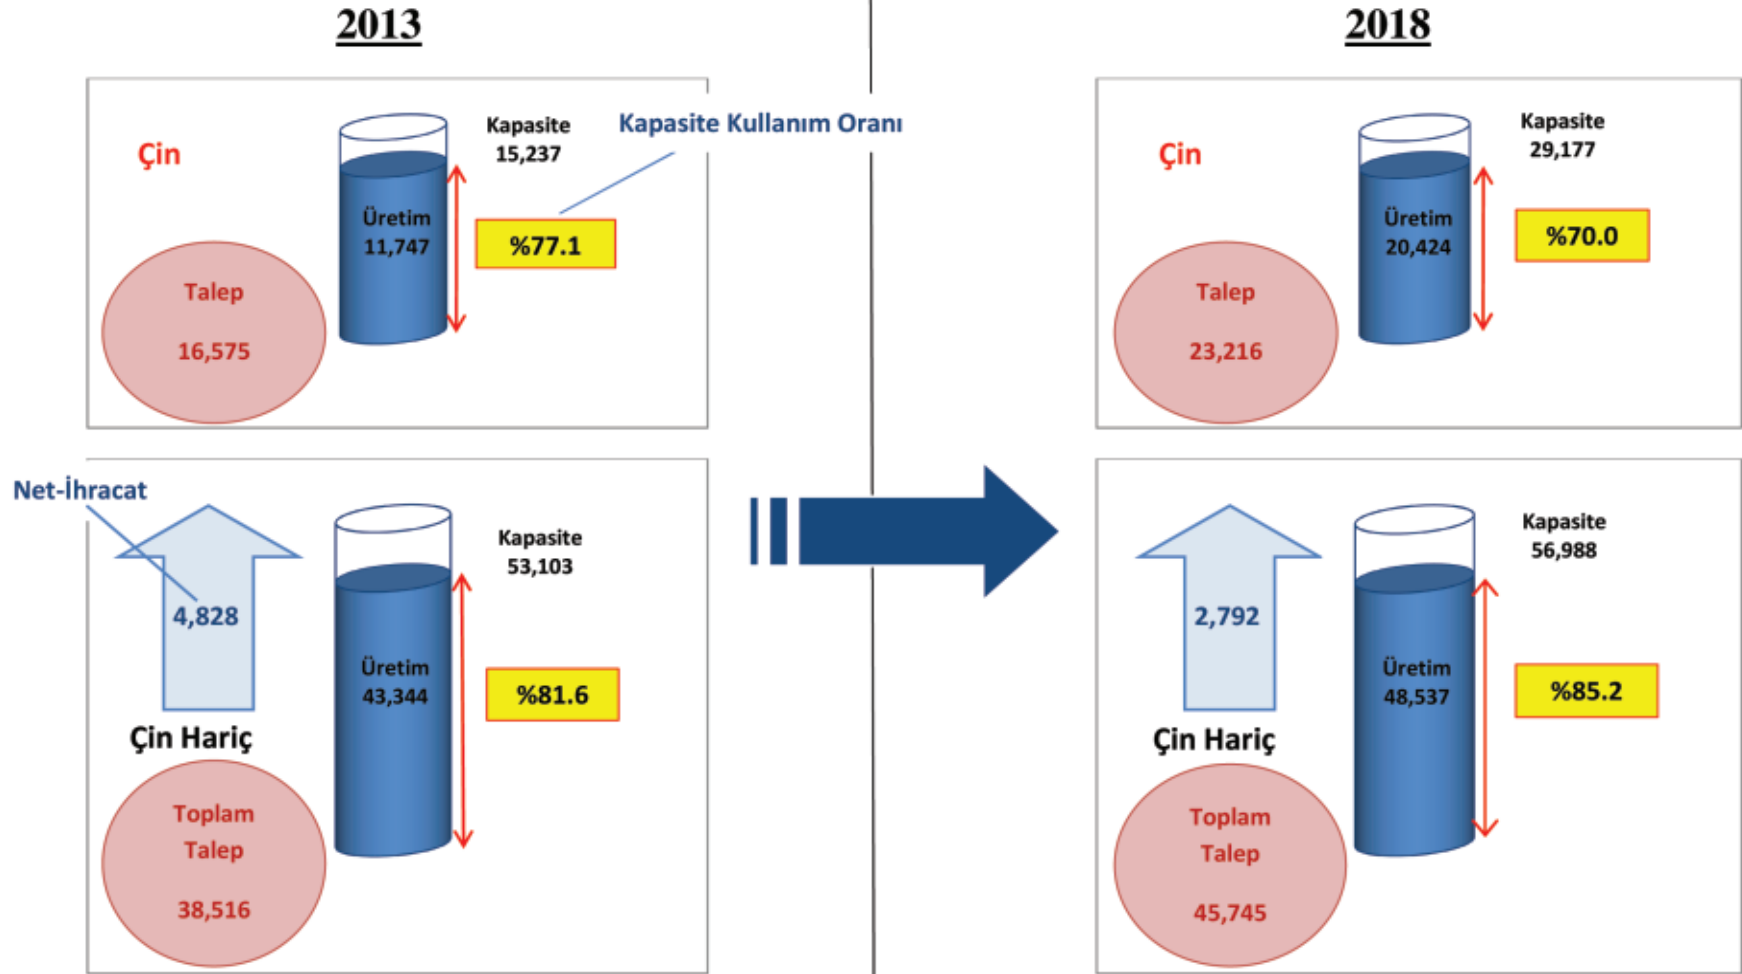 2013
Çin
Kapasite
15,237
Kapasite Kullanım Oranı
Üretim
11,747
%77.1
Talep
16,575
Net-İhracat
4,828
Kapasite
53,103
Üretim
43,344
%81.6
Çin Hariç
Toplam
Talep
38,516
2018
Çin
Kapasite
29,177
Üretim
20,424
%70.0
Talep
23,216
2,792
Kapasite
56,988
Üretim
48,537
%85.2
Çin Hariç
Toplam
Talep
45,745